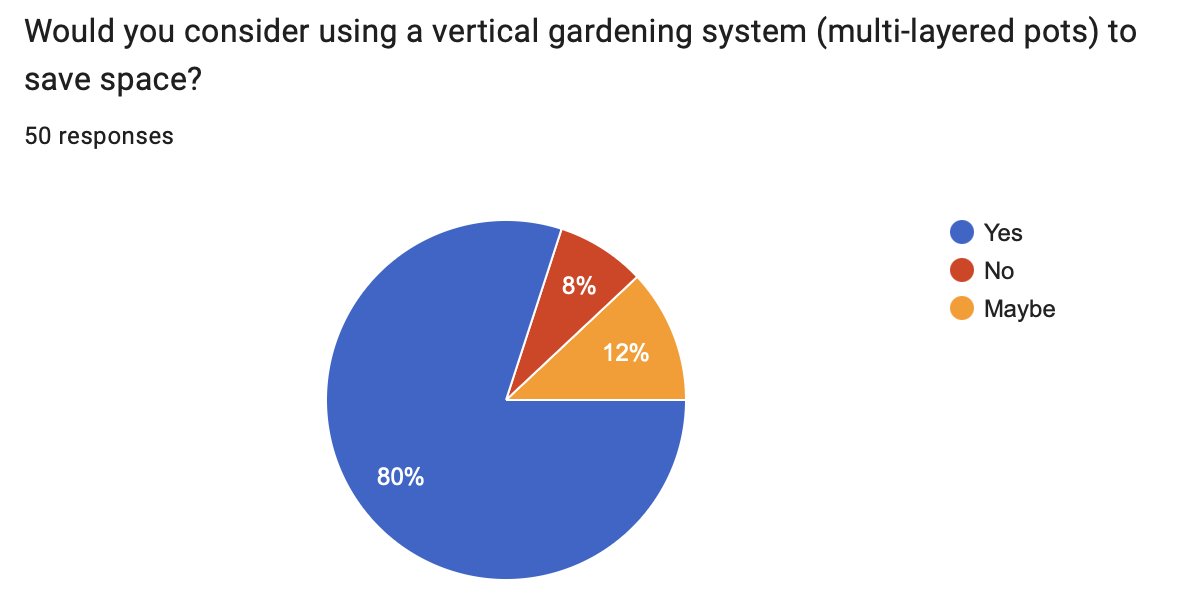 Would you consider using a vertical gardening system (multi-layered pots) to
save space?
50 responses
Yes
No
Maybe
8%
12%
80%